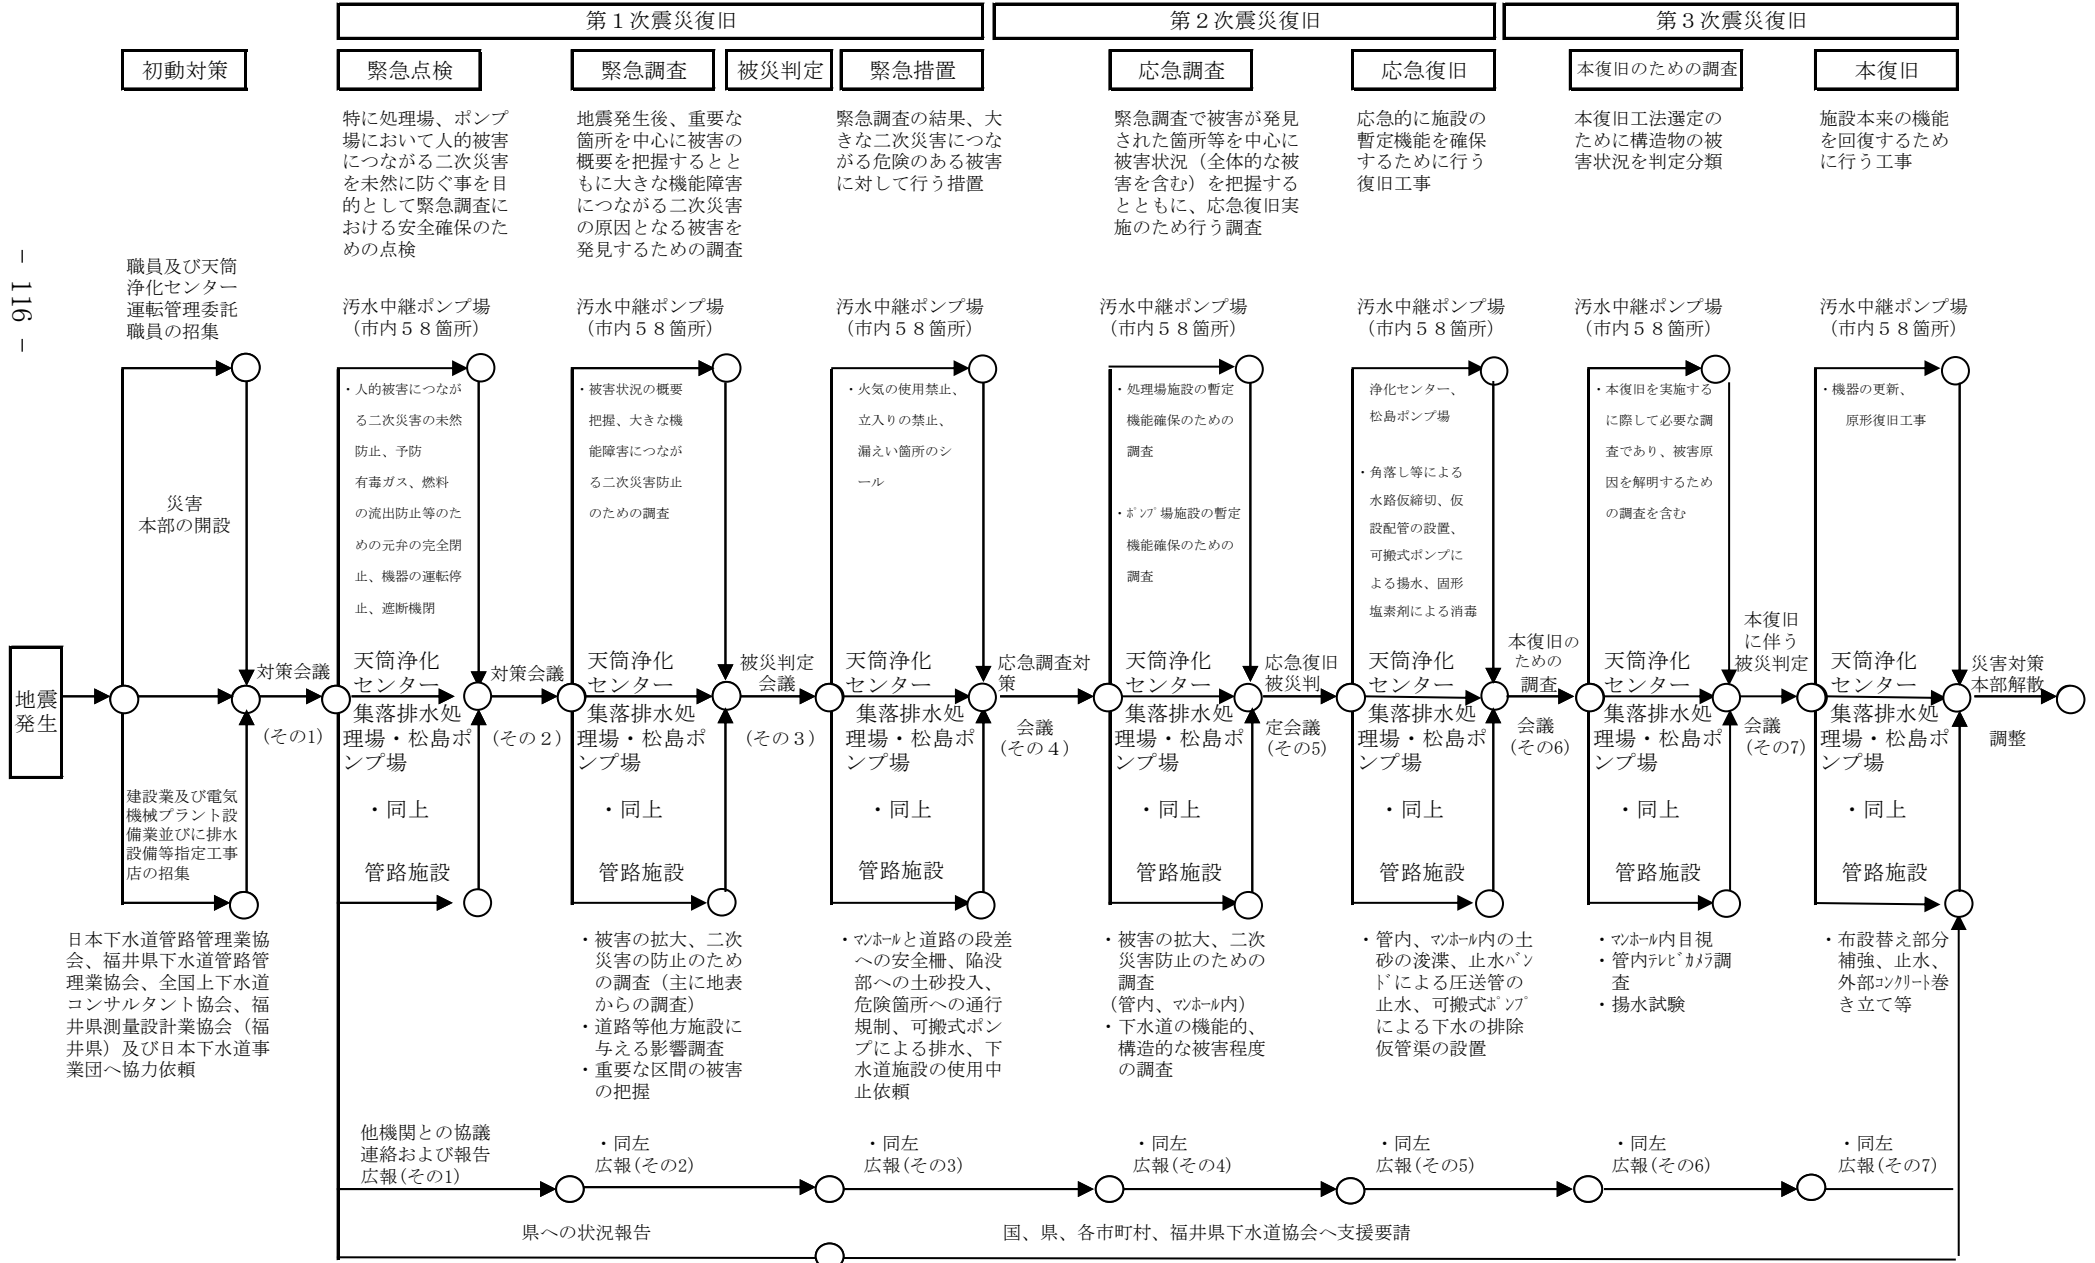 第１次震災復旧
第２次震災復旧
第３次震災復旧
初動対策
緊急点検
緊急調査
被災判定
緊急措置
応急調査
応急復旧
本復旧のための調査
本復旧
特に処理場、ポンプ
場において人的被害
につながる二次災害
を未然に防ぐ事を目
的として緊急調査に
おける安全確保のた
めの点検
地震発生後、重要な
箇所を中心に被害の
概要を把握するとと
もに大きな機能障害
につながる二次災害
の原因となる被害を
発見するための調査
緊急調査の結果、大
きな二次災害につな
がる危険のある被害
に対して行う措置
緊急調査で被害が発見
された箇所等を中心に
被害状況（全体的な被
害を含む）を把握する
とともに、応急復旧実
施のため行う調査
応急的に施設の
暫定機能を確保
するために行う
復旧工事
本復旧工法選定の
ために構造物の被
害状況を判定分類
施設本来の機能
を回復するため
に行う工事
－ 116 －
職員及び天筒
浄化センター
運転管理委託
職員の招集
汚水中継ポンプ場
（市内５８箇所）
汚水中継ポンプ場
（市内５８箇所）
汚水中継ポンプ場
（市内５８箇所）
汚水中継ポンプ場
（市内５８箇所）
汚水中継ポンプ場
（市内５８箇所）
汚水中継ポンプ場
（市内５８箇所）
汚水中継ポンプ場
（市内５８箇所）
災害
本部の開設
・人的被害につなが
る二次災害の未然
防止、予防
有毒ガス、燃料
の流出防止等のた
めの元弁の完全閉
止、機器の運転停
止、遮断機閉
・被害状況の概要
把握、大きな機
能障害につなが
る二次災害防止
のための調査
・火気の使用禁止、
立入りの禁止、
漏えい箇所のシ
ール
・処理場施設の暫定
機能確保のための
調査
・ﾎﾟﾝﾌﾟ場施設の暫定
機能確保のための
調査
浄化センター、
松島ポンプ場
・角落し等による
水路仮締切、仮
設配管の設置、
可搬式ポンプに
よる揚水、固形
塩素剤による消毒
・本復旧を実施する
に際して必要な調
査であり、被害原
因を解明するため
の調査を含む
・機器の更新、
原形復旧工事
地震
発生
対策会議
（その1）
天筒浄化
センター
集落排水処
理場・松島ポ
ンプ場
・同上
管路施設
対策会議
（その２）
天筒浄化
センター
集落排水処
理場・松島ポ
ンプ場
・同上
管路施設
被災判定
会議
（その３）
天筒浄化
センター
集落排水処
理場・松島ポ
ンプ場
・同上
管路施設
応急調査対
策
会議
（その４）
天筒浄化
センター
集落排水処
理場・松島ポ
ンプ場
・同上
管路施設
応急復旧
被災判
定会議
（その5）
天筒浄化
センター
集落排水処
理場・松島ポ
ンプ場
・同上
管路施設
本復旧の
ための
調査
会議
（その6）
天筒浄化
センター
集落排水処
理場・松島ポ
ンプ場
・同上
管路施設
本復旧
に伴う
被災判定
会議
（その7）
天筒浄化
センター
集落排水処
理場・松島ポ
ンプ場
・同上
管路施設
災害対策
本部解散
調整
建設業及び電気
機械プラント設
備業並びに排水
設備等指定工事
店の招集
日本下水道管路管理業協
会、福井県下水道管路管
理業協会、全国上下水道
コンサルタント協会、福
井県測量設計業協会（福
井県）及び日本下水道事
業団へ協力依頼
・被害の拡大、二次
災害の防止のため
の調査（主に地表
からの調査）
・道路等他方施設に
与える影響調査
・重要な区間の被害
の把握
・ﾏﾝﾎｰﾙと道路の段差
への安全柵、陥没
部への土砂投入、
危険箇所への通行
規制、可搬式ポン
プによる排水、下
水道施設の使用中
止依頼
・被害の拡大、二次
災害防止のための
調査
（管内、ﾏﾝﾎｰﾙ内）
・下水道の機能的、
構造的な被害程度
の調査
・管内、ﾏﾝﾎｰﾙ内の土
砂の浚渫、止水ﾊﾞﾝ
ﾄﾞによる圧送管の
止水、可搬式ﾎﾟﾝﾌﾟ
による下水の排除
仮管渠の設置
・ﾏﾝﾎｰﾙ内目視
・管内ﾃﾚﾋﾞｶﾒﾗ調
査
・揚水試験
・布設替え部分
補強、止水、
外部ｺﾝｸﾘｰﾄ巻
き立て等
他機関との協議
連絡および報告
広報（その1）
・同左
広報（その2）
・同左
広報（その3）
・同左
広報（その4）
・同左
広報（その5）
・同左
広報（その6）
・同左
広報（その7）
県への状況報告
国、県、各市町村、福井県下水道協会へ支援要請